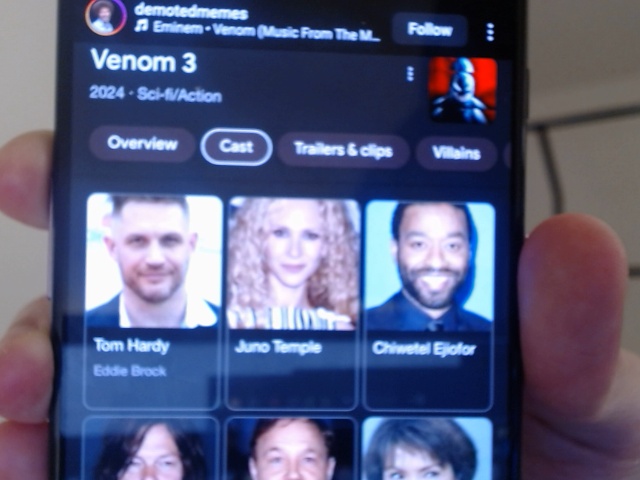 demotedmemes
Eminem • Venom (Music From The M...
Follow
Venom 3
2024 · Sci-fi/Action
Overview
Cast
Trailers & clips
Villains
Tom Hardy
Eddie Brock
Juno Temple
Chiwetel Ejiofor